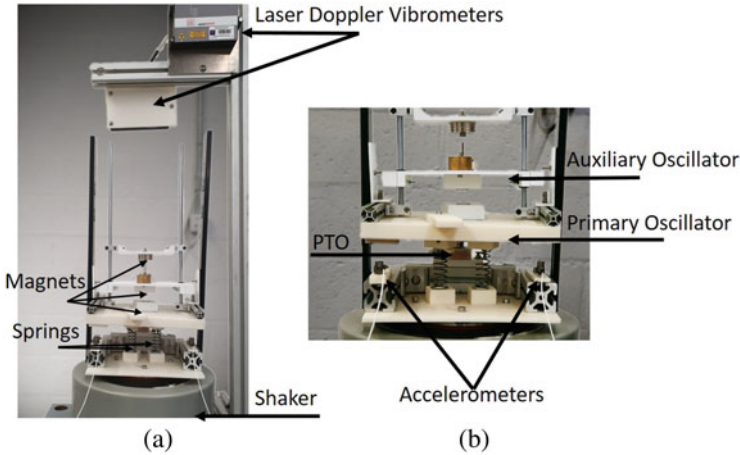 Laser Doppler Vibrometers
Magnets
Springs
Shaker
(a)
Auxiliary Oscillator
Primary Oscillator
PTO
Accelerometers
(b)